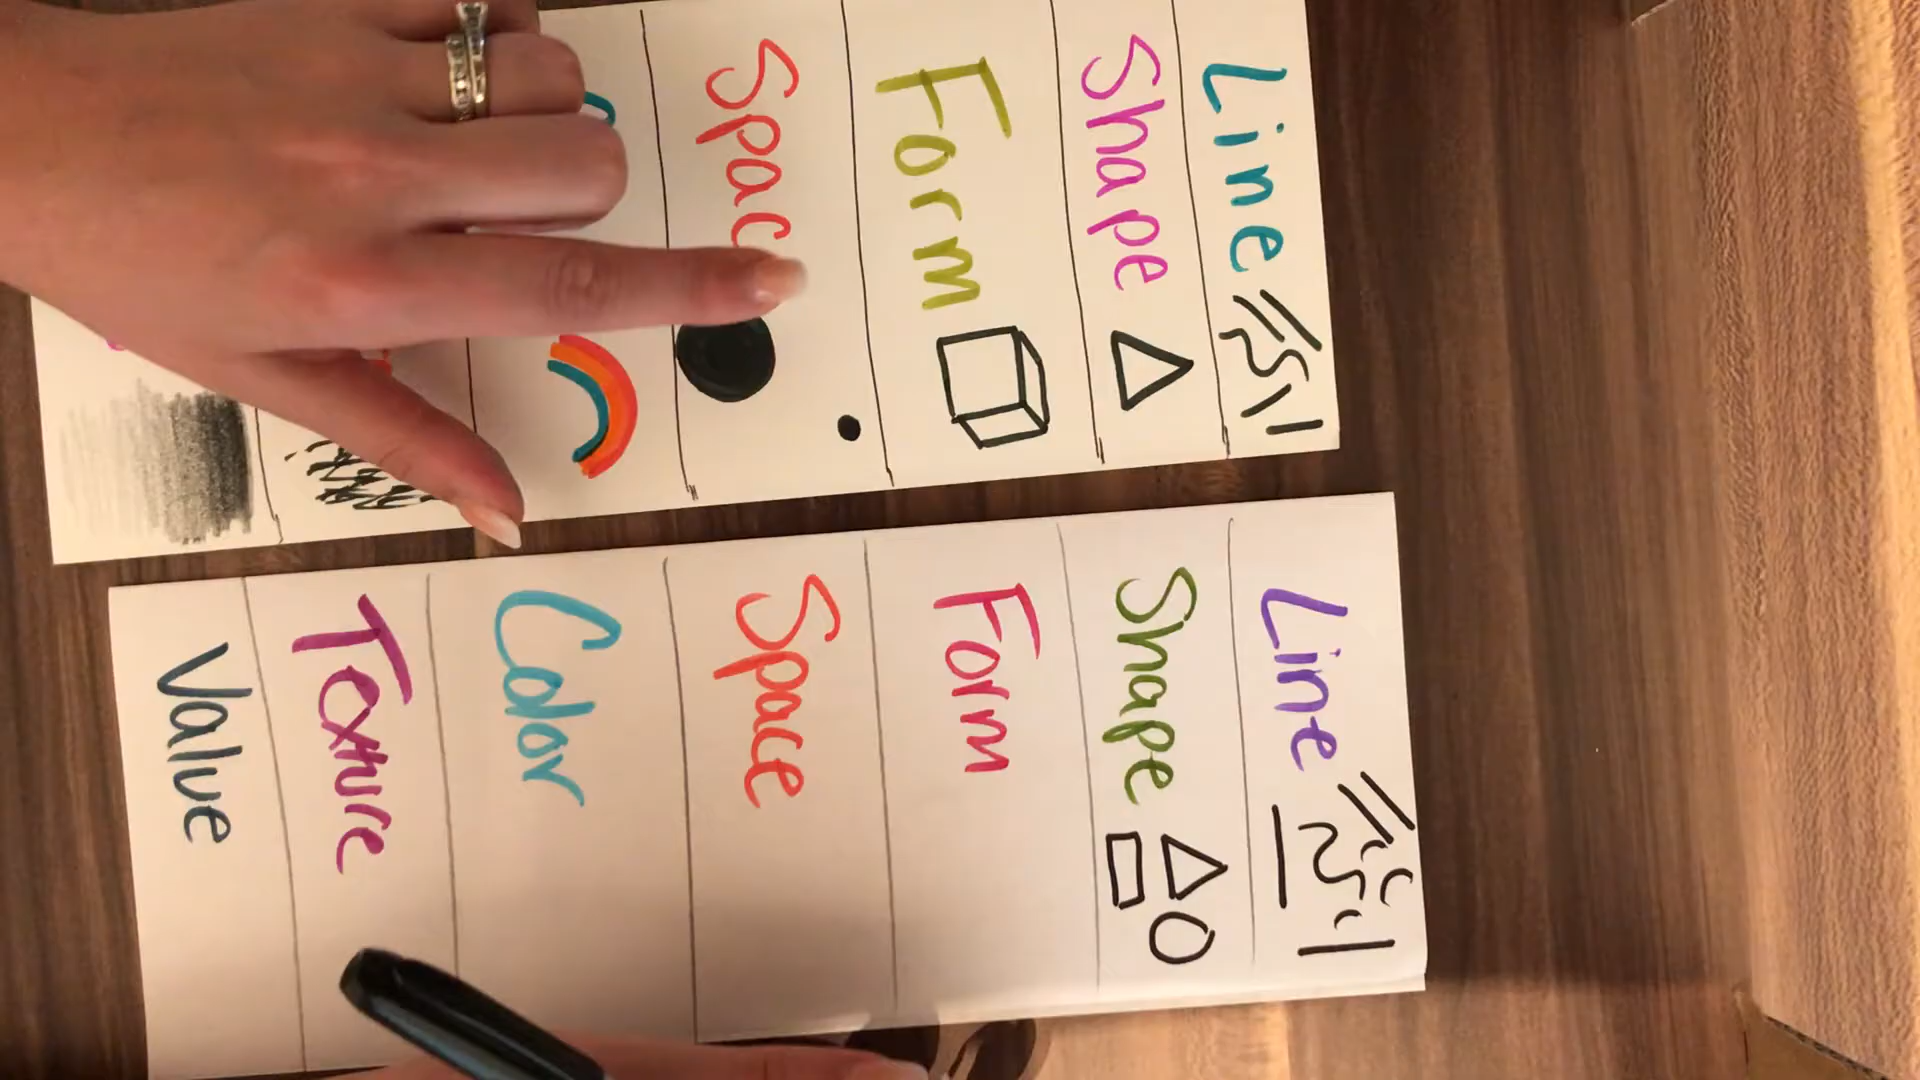 Line
Shape
Form
Spac
Line
Shape
Form
Space
Color
Texture
Value